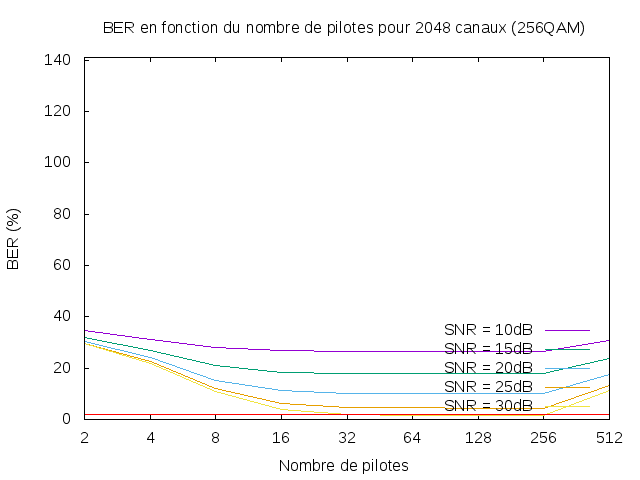 BER en fonction du nombre de pilotes pour 2048 canaux (256QAM)
140
120
100
80
60
40
20
0
BER (%)
SNR = 10dB
SNR = 15dB
SNR = 20dB
SNR = 25dB
SNR = 30dB
2 4 8 16 32 64 128 256 512
Nombre de pilotes